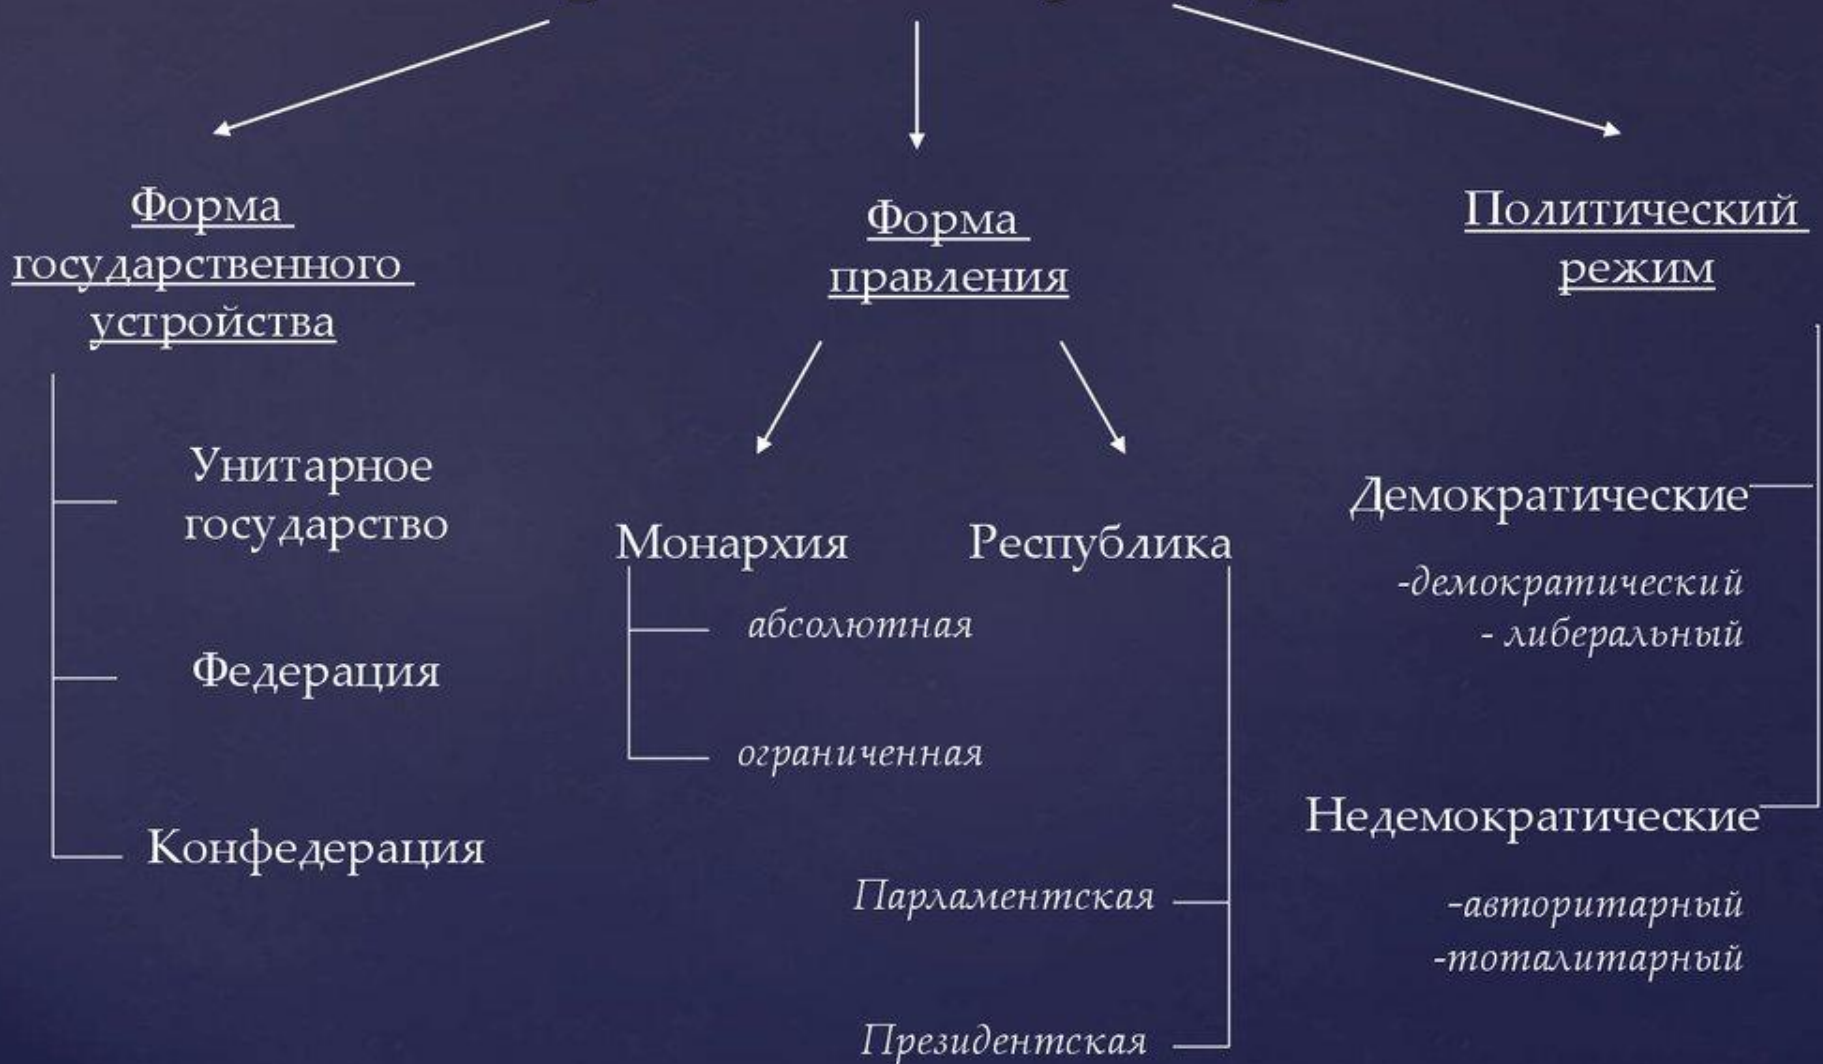 Форма
государственного
устройства
Унитарное
государство
Федерация
Конфедерация
Форма
правления
Монархия
абсолютная
ограниченная
Республика
Парламентская
Президентская
Политический
режим
Демократические
-демократический
- либеральный
Недемократические
-авторитарный
-тоталитарный